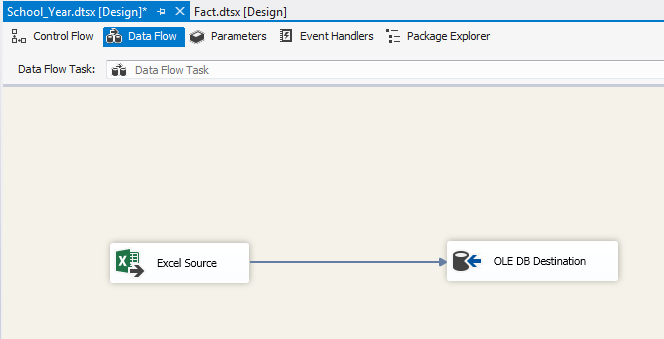 School_Year.dtsx [Design]* Fact.dtsx [Design]
Control Flow Data Flow Parameters Event Handlers Package Explorer
Data Flow Task: Data Flow Task
Excel Source OLE DB Destination